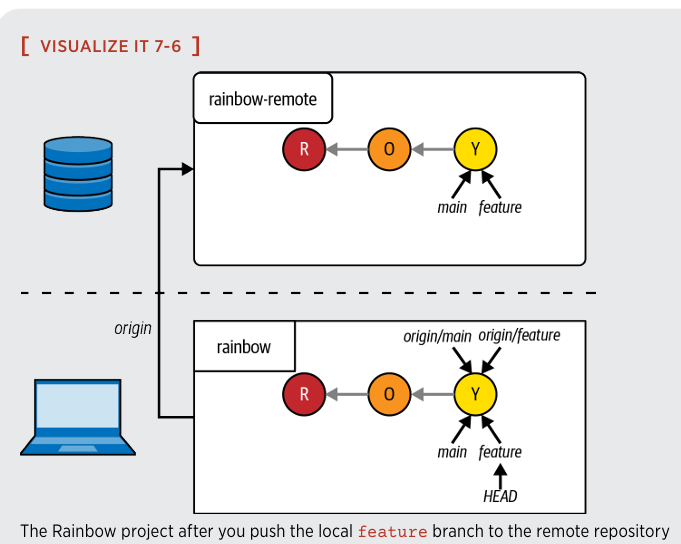 [ VISUALIZE IT 7-6 ]
rainbow-remote
R O Y
main feature
origin
rainbow
origin/main origin/feature
R O Y
main feature
HEAD
The Rainbow project after you push the local feature branch to the remote repository